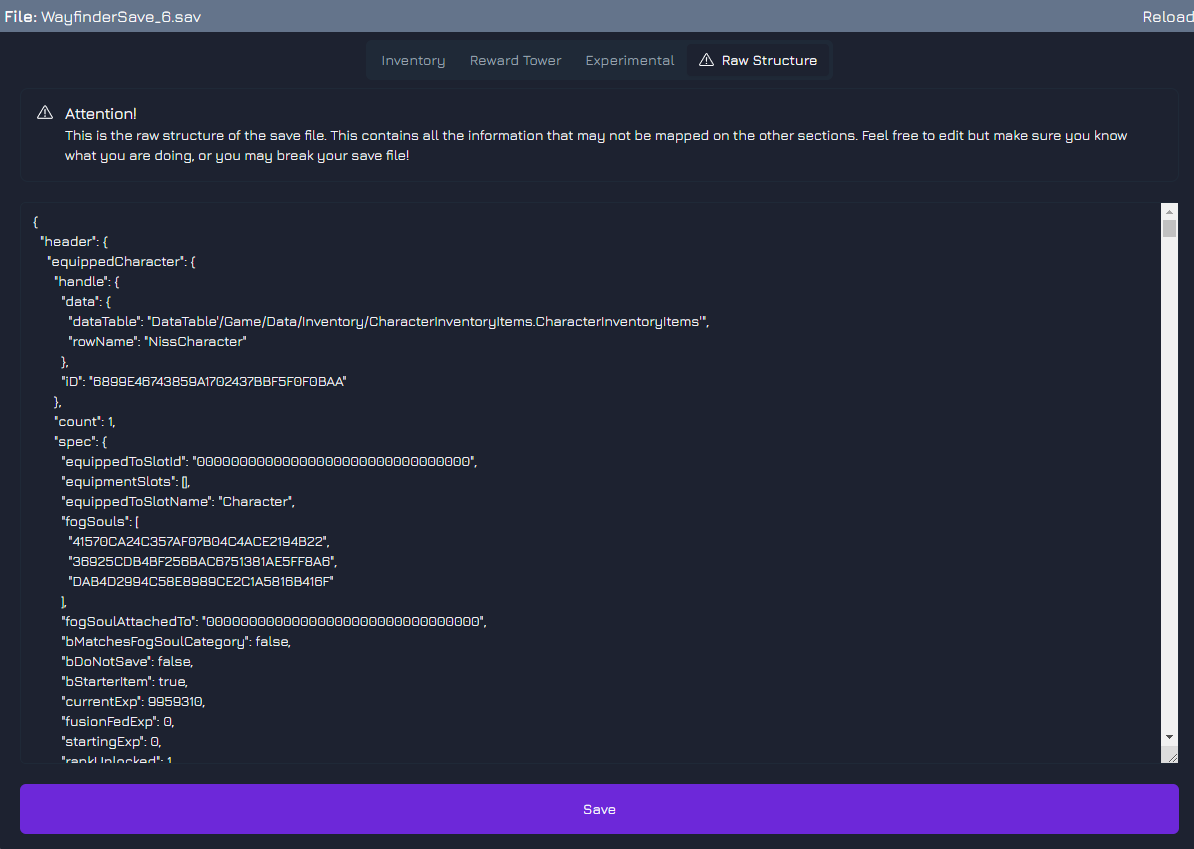 File: WayfinderSave_6.sav Reload
Inventory Reward Tower Experimental Raw Structure
Attention!
This is the raw structure of the save file. This contains all the information that may not be mapped on the other sections. Feel free to edit but make sure you know
what you are doing, or you may break your save file!
{
"header": {
"equippedCharacter": {
"handle": {
"data": {
"dataTable": "DataTable'/Game/Data/Inventory/CharacterInventoryItems.CharacterInventoryItems'",
"rowName": "NissCharacter"
},
"iD": "6899E46743859A1702437BBF5F0F0BAA"
},
"count": 1,
"spec": {
"equippedToSlotId": "00000000000000000000000000000000",
"equipmentSlots": [],
"equippedToSlotName": "Character",
"fogSouls": [
"41570CA24C357AF07B04C4ACE2194B22",
"36925CDB4BF256BAC6751381AE5FF8A6",
"DAB4D2994C58E8989CE2C1A5816B416F"
],
"fogSoulAttachedTo": "00000000000000000000000000000000",
"bMatchesFogSoulCategory": false,
"bDoNotSave": false,
"bStarterItem": true,
"currentExp": 9959310,
"fusionFedExp": 0,
"startingExp": 0,
"rankUnlocked": 1
Save